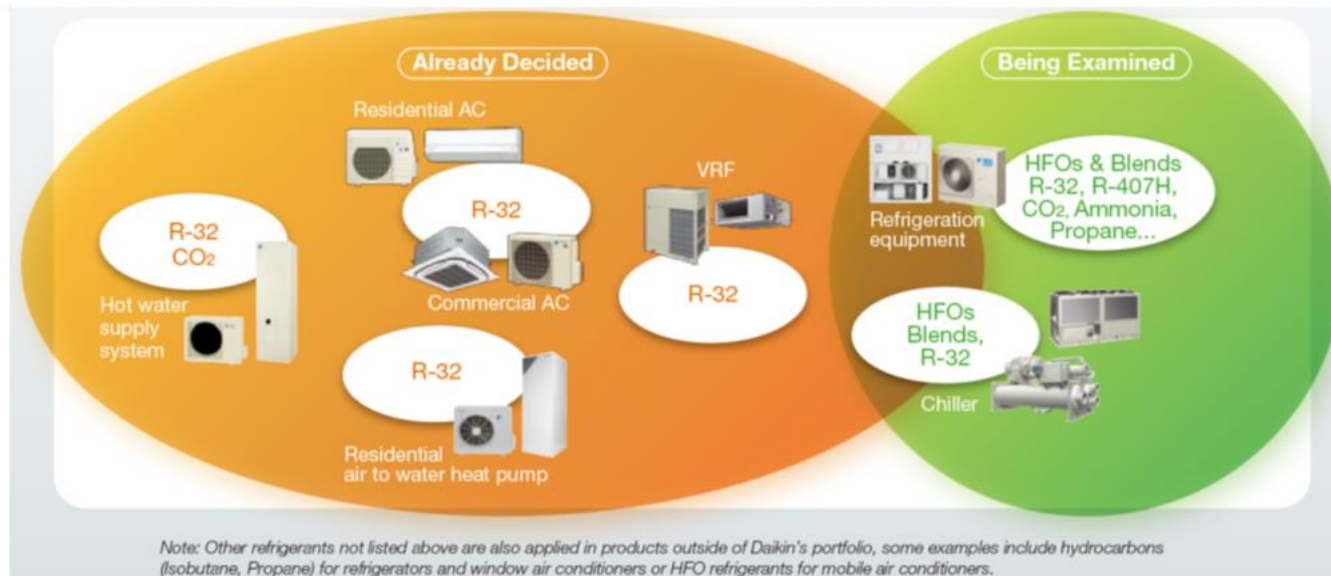 Already Decided
Being Examined
Residential AC
R-32
Commercial AC
VRF
R-32
R-32
CO₂
Hot water
supply
system
R-32
Residential
air to water heat pump
Refrigeration
equipment
HFOs & Blends
R-32, R-407H,
CO₂, Ammonia,
Propane...
HFOs
Blends,
R-32
Chiller
Note: Other refrigerants not listed above are also applied in products outside of Daikin's portfolio, some examples include hydrocarbons
(Isobutane, Propane) for refrigerators and window air conditioners or HFO refrigerants for mobile air conditioners.